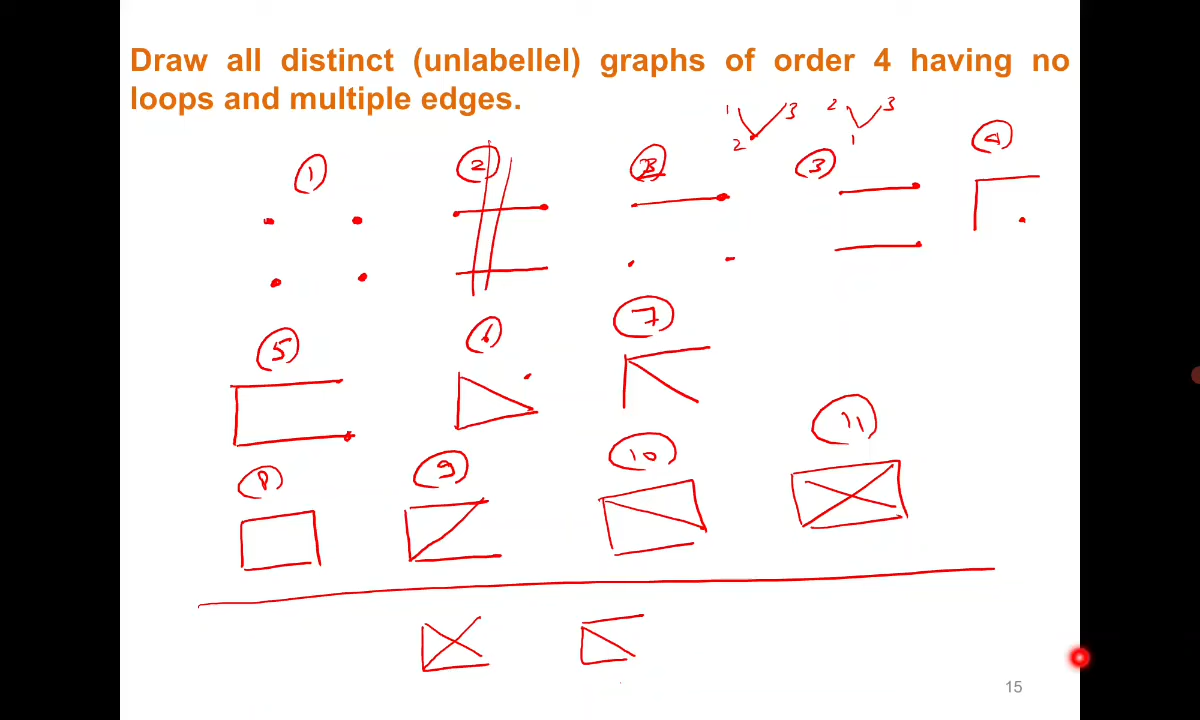 Draw all distinct (unlabellel) graphs of order 4 having no
loops and multiple edges.
1 3 2 3
2 1
1 2 3 4
5 6 7
8 9 10 11
15